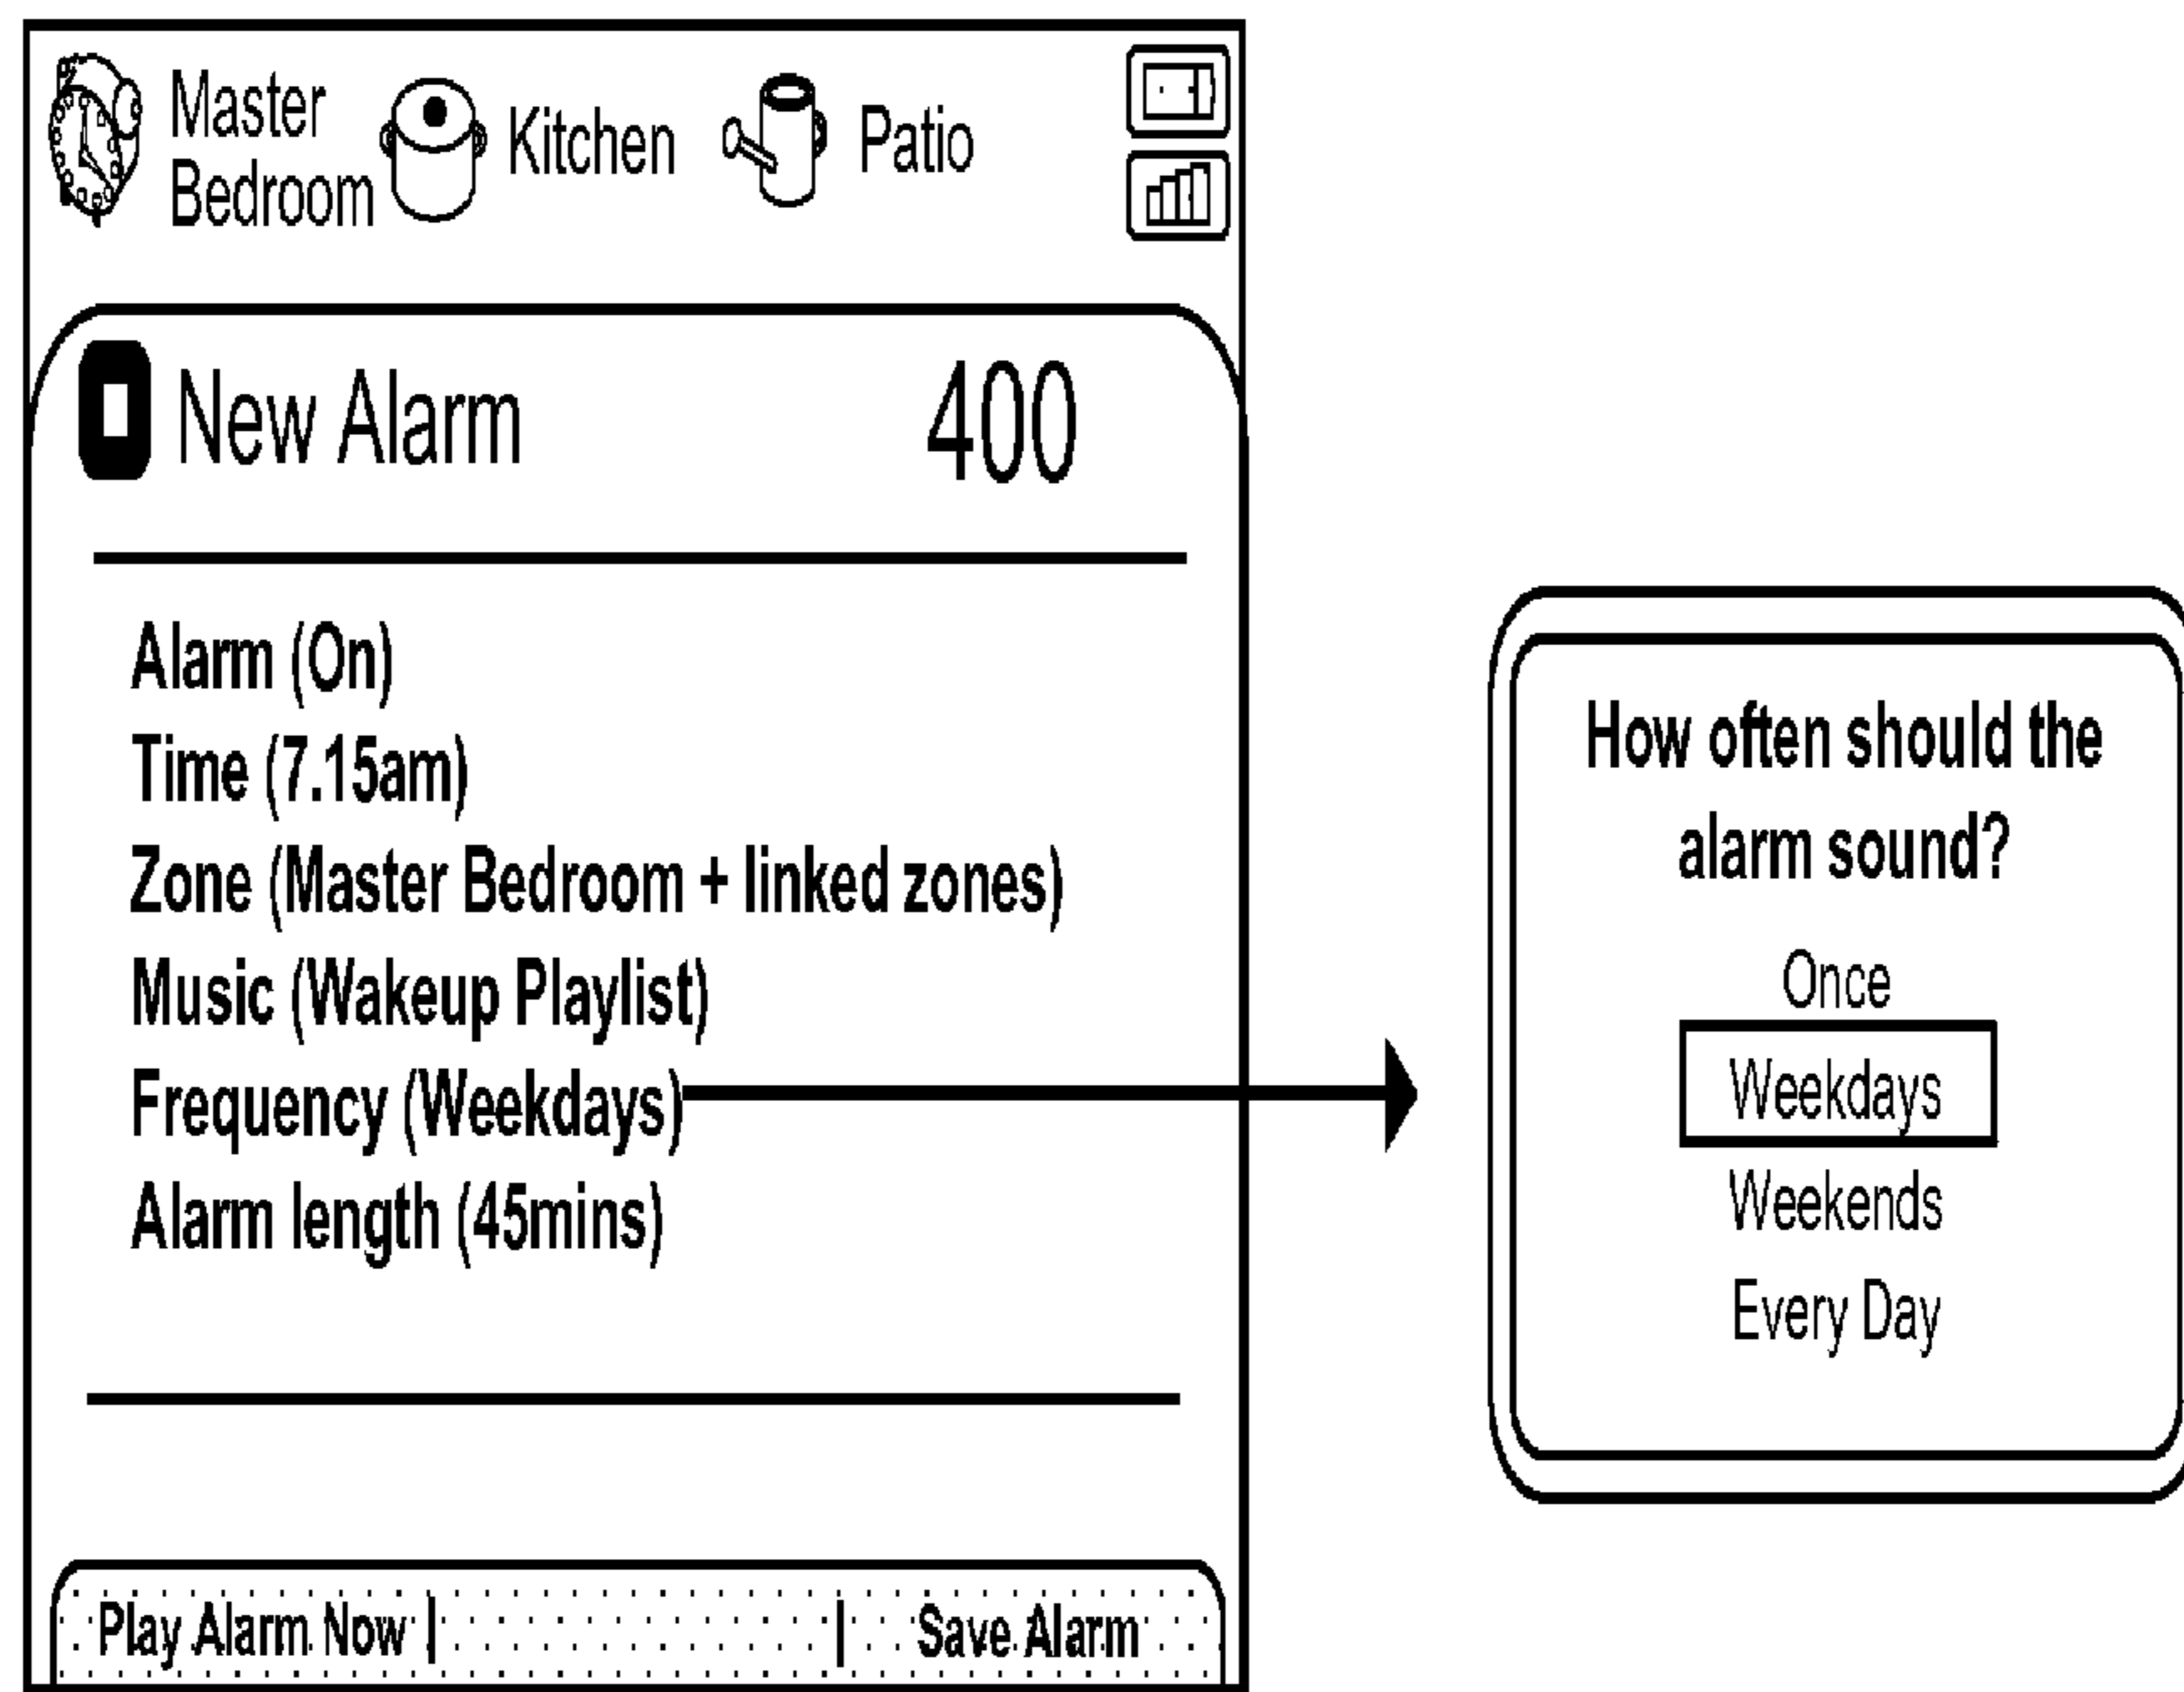 Master
Bedroom
Kitchen
Patio
New Alarm
400
Alarm (On)
Time (7.15am)
Zone (Master Bedroom + linked zones)
Music (Wakeup Playlist)
Frequency (Weekdays)
Alarm length (45mins)
Play Alarm Now
Save Alarm
How often should the
alarm sound?
Once
Weekdays
Weekends
Every Day